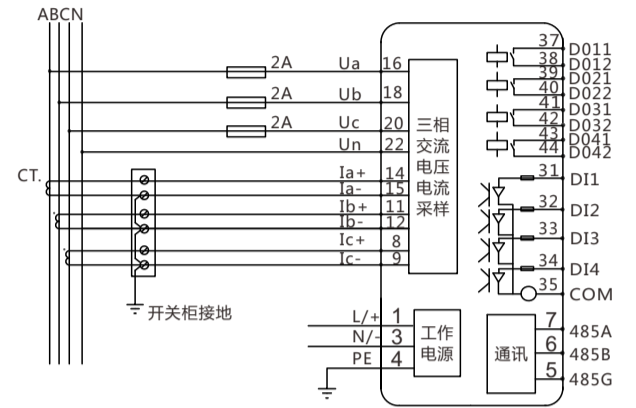 ABCN
2A Ua 16
2A Ub 18
2A Uc 20
Un 22
CT.
Ia+ 14
Ia- 15
Ib+ 11
Ib- 12
Ic+ 8
Ic- 9
三相
交流
电压
电流
采样
开关柜接地
L/+ 1
N/- 3
PE 4
工作
电源
37 D011
38 D012
39 D021
40 D022
41 D031
42 D032
43 D041
44 D042
31 DI1
32 DI2
33 DI3
34 DI4
35 COM
通讯
7 485A
6 485B
5 485G